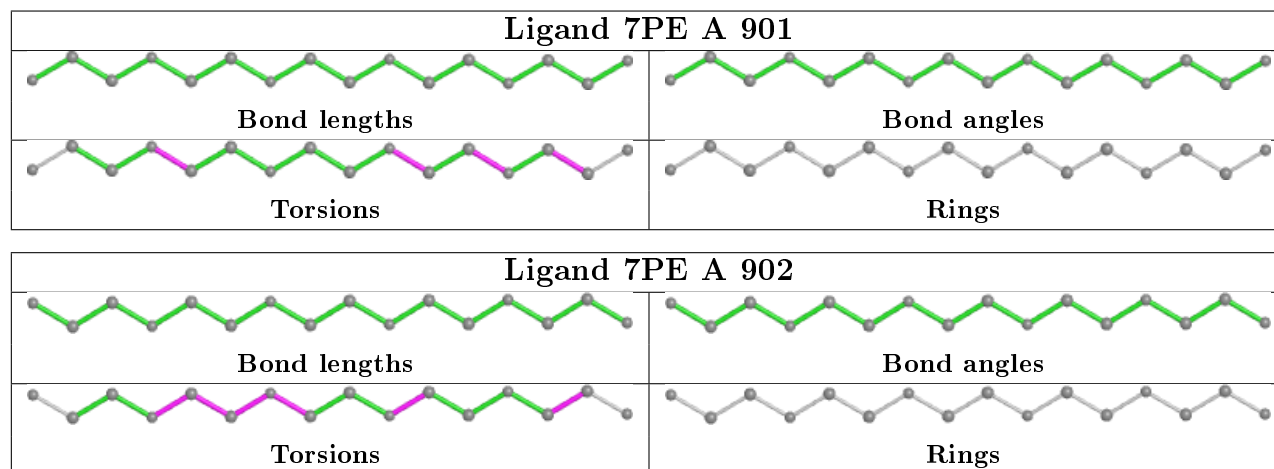 Ligand 7PE A 901
Bond lengths
Bond angles
Torsions
Rings
Ligand 7PE A 902
Bond lengths
Bond angles
Torsions
Rings